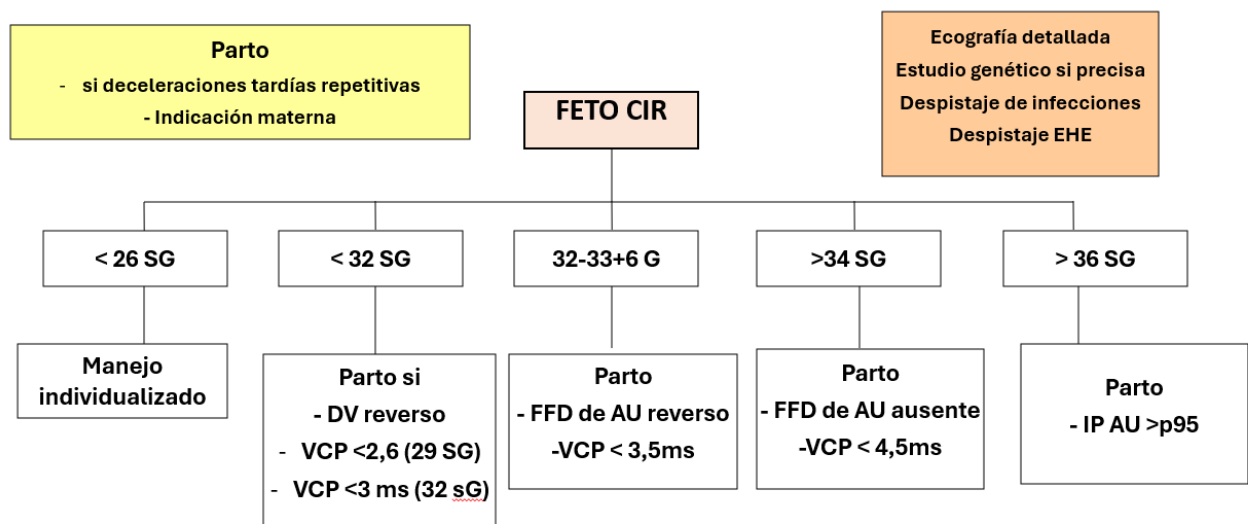 Parto
- si deceleraciones tardías repetitivas
- Indicación materna
FETO CIR
Ecografía detallada
Estudio genético si precisa
Despistaje de infecciones
Despistaje EHE
< 26 SG
< 32 SG
32-33+6 G
>34 SG
> 36 SG
Manejo
individualizado
Parto si
- DV reverso
- VCP <2,6 (29 SG)
- VCP <3 ms (32 sG)
Parto
- FFD de AU reverso
-VCP < 3,5ms
Parto
- FFD de AU ausente
-VCP < 4,5ms
Parto
- IP AU >p95